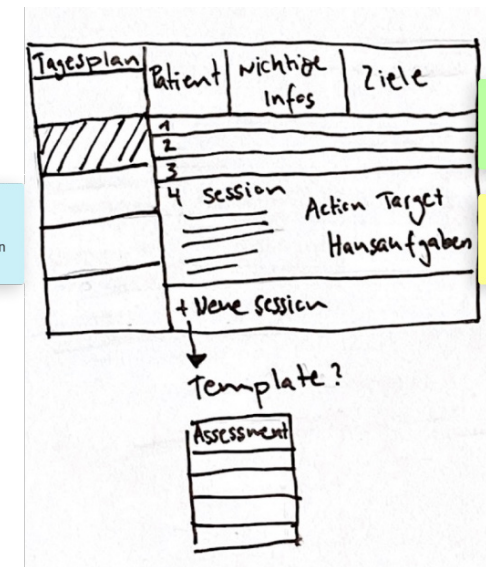 Tagesplan
Patient
wichtige
Infos
Ziele
1
2
3
4 session
Action Target
Hausaufgaben
+ Neue session
Template?
Assessment
n